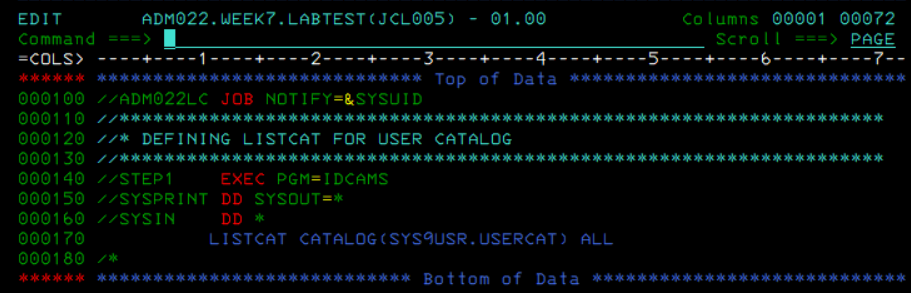 EDIT       ADM022.WEEK7.LABTEST(JCL005) - 01.00             Columns 00001 00072
Command ===>                                                  Scroll ===> PAGE
=COLS> ----+----1----+----2----+----3----+----4----+----5----+----6----+----7--
****** ***************************** Top of Data ******************************
000100 //ADM022LC JOB NOTIFY=&SYSUID
000110 //*******************************************************************
000120 //* DEFINING LISTCAT FOR USER CATALOG
000130 //*******************************************************************
000140 //STEP1    EXEC PGM=IDCAMS
000150 //SYSPRINT DD SYSOUT=*
000160 //SYSIN    DD *
000170           LISTCAT CATALOG(SYS9USR.USERCAT) ALL
000180 /*
****** **************************** Bottom of Data ****************************